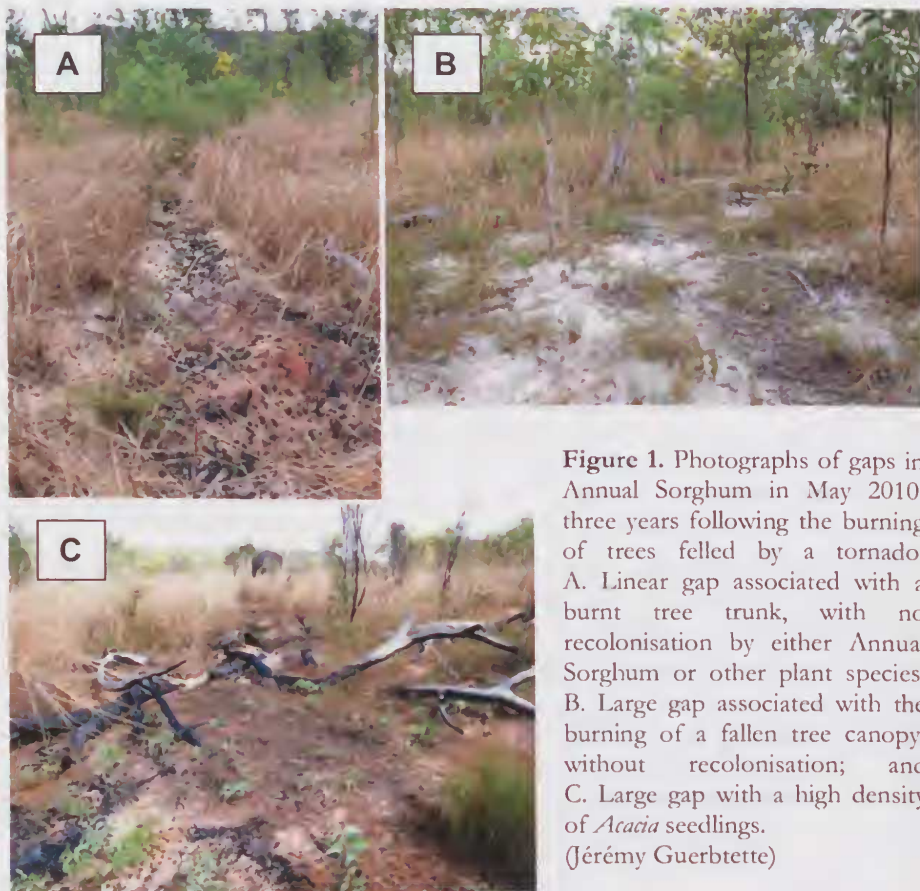 A
B
C
Figure 1. Photographs of gaps in
Annual Sorghum in May 2010
three years following the burning
of trees felled by a tornado
A. Linear gap associated with a
burnt tree trunk, with no
recolonisation by either Annua
Sorghum or other plant species
B. Large gap associated with the
burning of a fallen tree canopy
without recolonisation; and
C. Large gap with a high density
of Acacia seedlings.
(Jérémy Guerbtette)